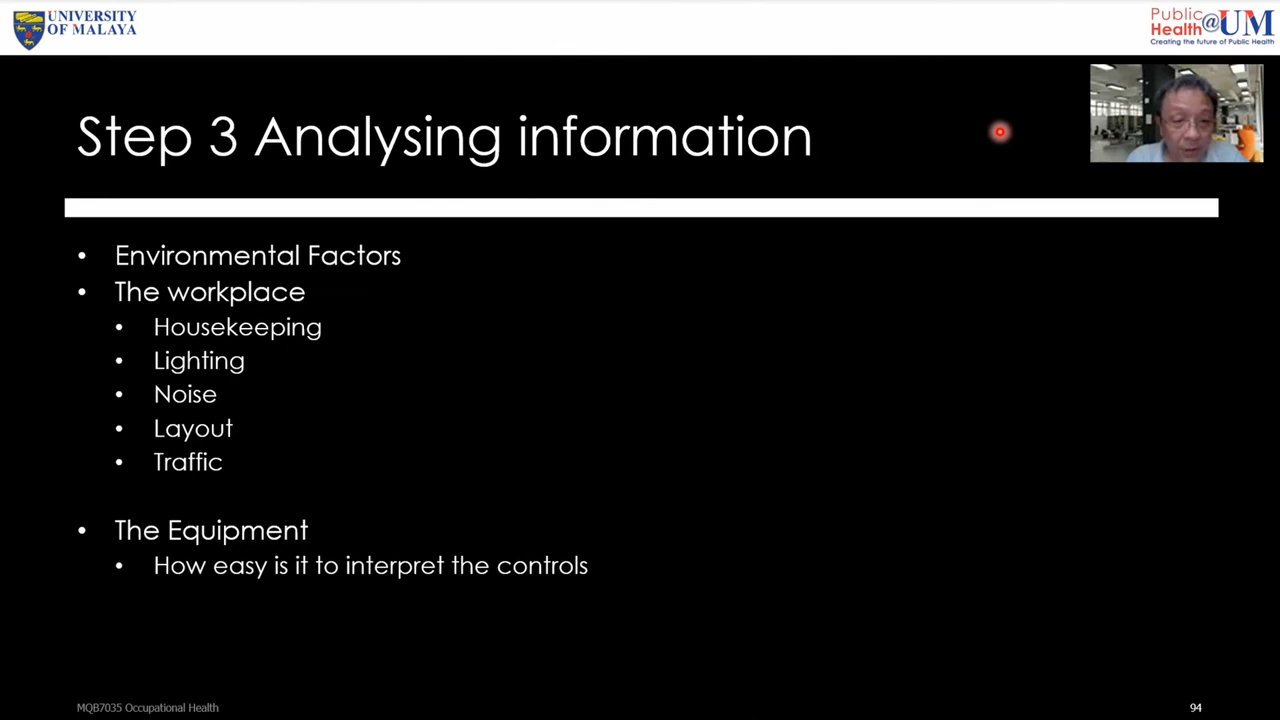 UNIVERSITY
OF MALAYA
Public
Health@UM
Creating the future of Public Health
Step 3 Analysing information
• Environmental Factors
• The workplace
• Housekeeping
• Lighting
• Noise
• Layout
• Traffic
• The Equipment
• How easy is it to interpret the controls
MQB7035 Occupational Health
94